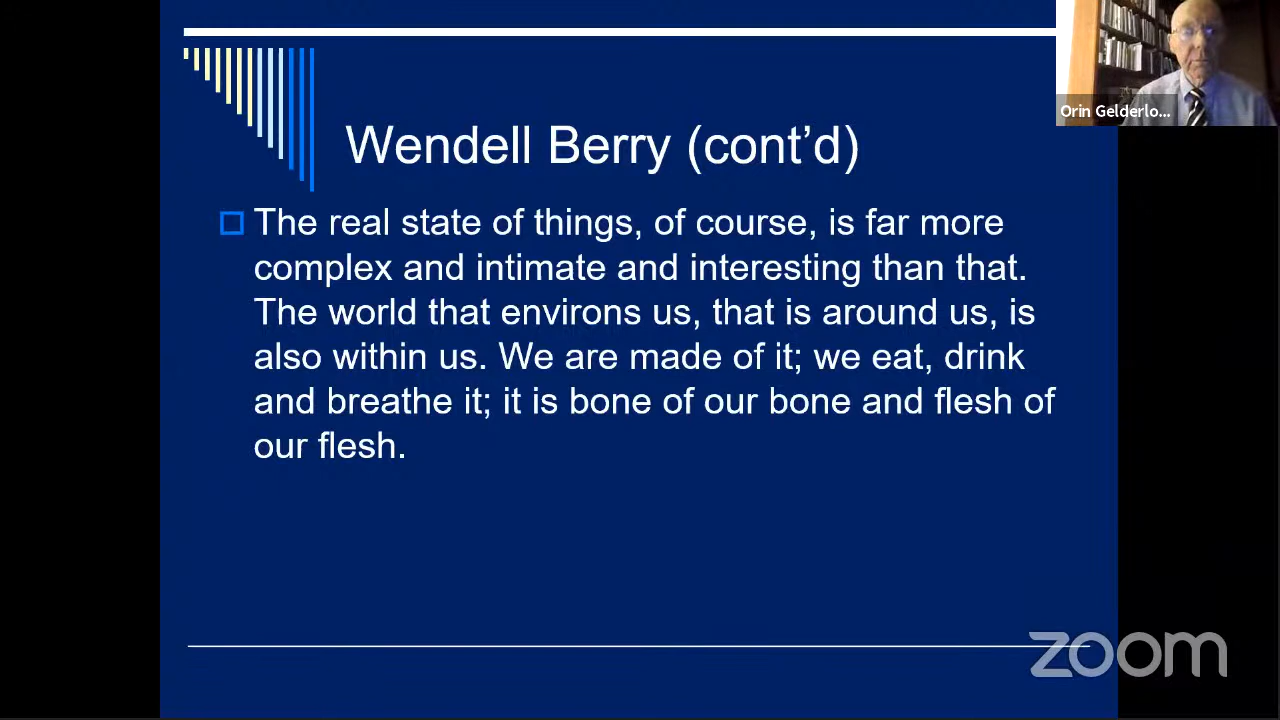 Orin Gelderlo...
Wendell Berry (cont’d)
The real state of things, of course, is far more
complex and intimate and interesting than that.
The world that environs us, that is around us, is
also within us. We are made of it; we eat, drink
and breathe it; it is bone of our bone and flesh of
our flesh.
zoom